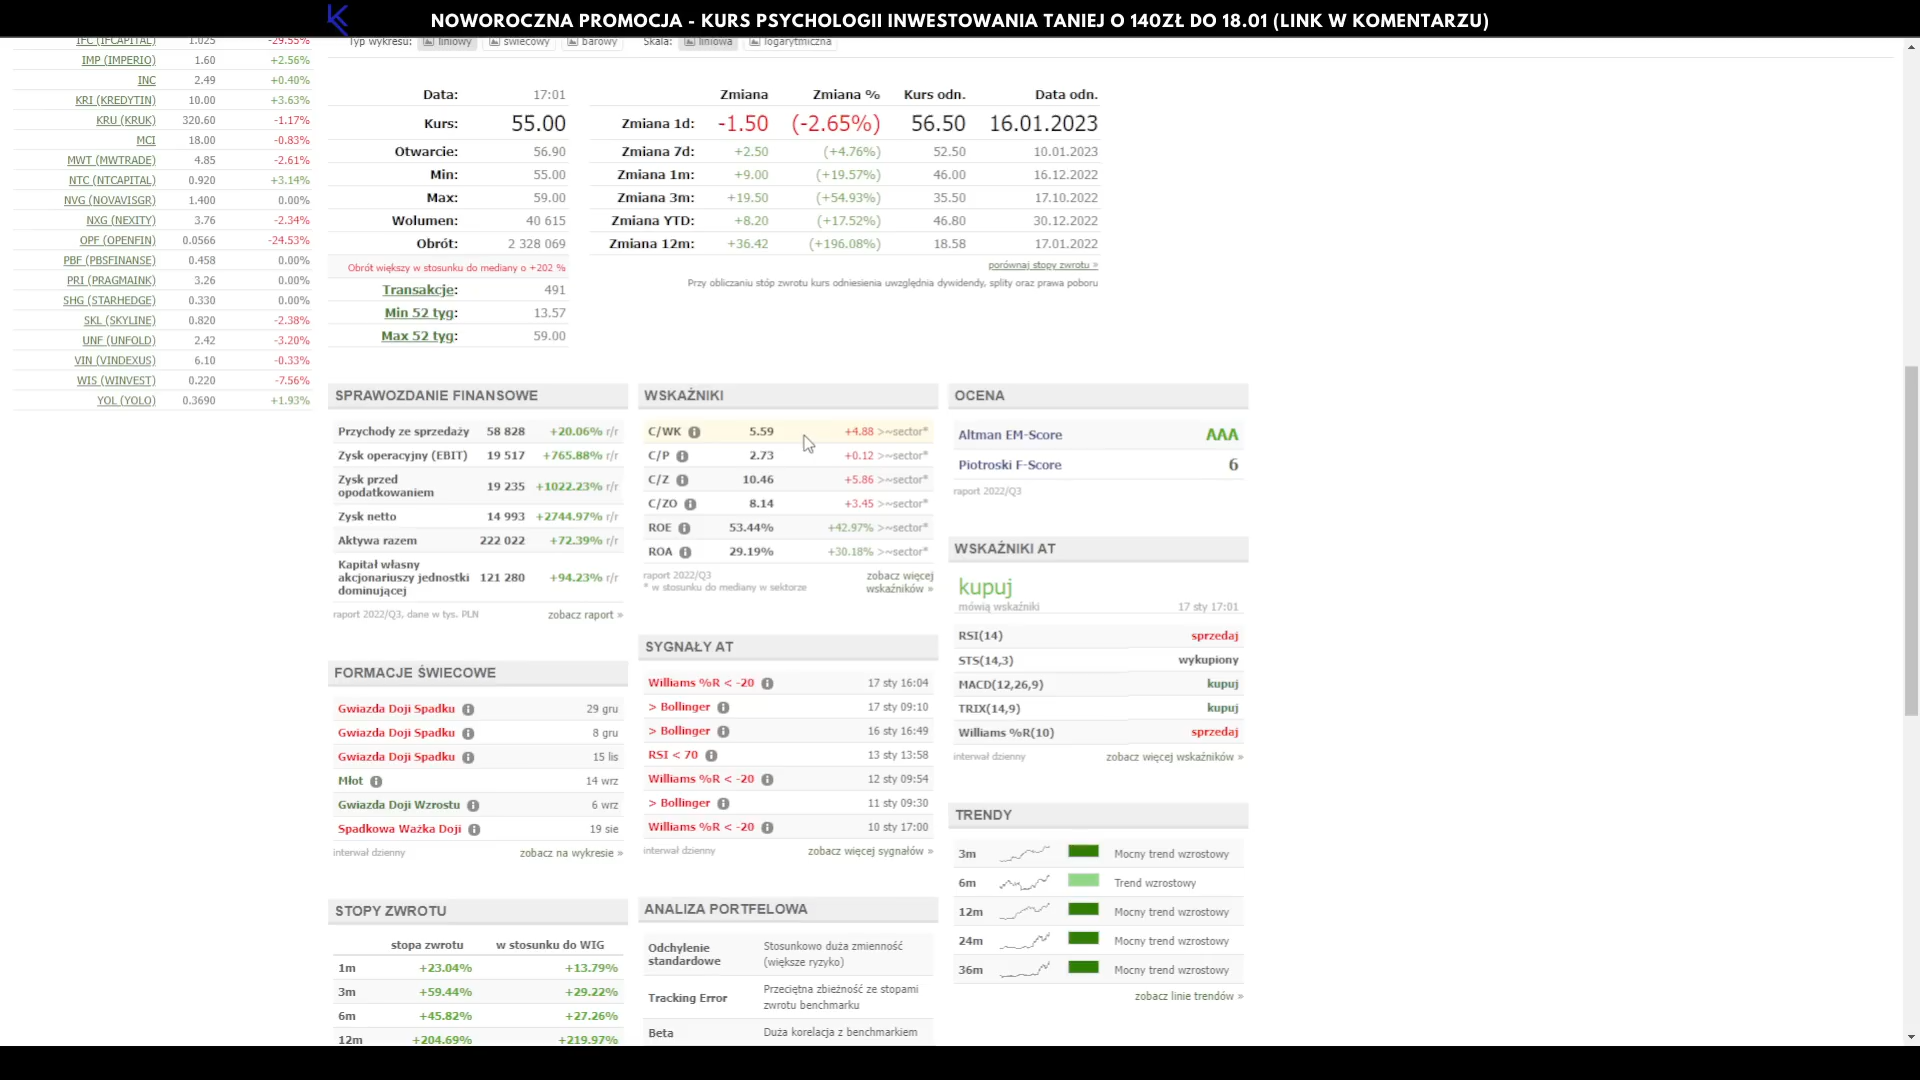 NOWOROCZNA PROMOCJA - KURS PSYCHOLOGII INWESTOWANIA TANIEJ O 140ZŁ DO 18.01 (LINK W KOMENTARZU)
IFC (IFCAPITAL) 1.025 -29.55%
IMP (IMPERIO) 1.60 +2.56%
INC 2.49 +0.40%
KRI (KREDYTIN) 10.00 +3.63%
KRU (KRUK) 320.60 -1.17%
MCI 18.00 -0.83%
MWT (MWTRADE) 4.85 -2.61%
NTC (NTCAPITAL) 0.920 +3.14%
NVG (NOVAVISGR) 1.400 0.00%
NXG (NEXITY) 3.76 -2.34%
OPF (OPENFIN) 0.0566 -24.53%
PBF (PBSFINANSE) 0.458 0.00%
PRI (PRAGMAINK) 3.26 0.00%
SHG (STARHEDGE) 0.330 0.00%
SKL (SKYLINE) 0.820 -2.38%
UNF (UNFOLD) 2.42 -3.20%
VIN (VINDEXUS) 6.10 -0.33%
WIS (WINVEST) 0.220 -7.56%
YOL (YOLO) 0.3690 +1.93%
Typ wykresu: liniowy świecowy barowy Skala: liniowa logarytmiczna
Data: 17:01
Kurs: 55.00
Otwarcie: 56.90
Min: 55.00
Max: 59.00
Wolumen: 40 615
Obrót: 2 328 069
Obrót większy w stosunku do mediany o +202 %
Transakcje: 491
Min 52 tyg: 13.57
Max 52 tyg: 59.00
Zmiana Zmiana % Kurs odn. Data odn.
Zmiana 1d: -1.50 (-2.65%) 56.50 16.01.2023
Zmiana 7d: +2.50 (+4.76%) 52.50 10.01.2023
Zmiana 1m: +9.00 (+19.57%) 46.00 16.12.2022
Zmiana 3m: +19.50 (+54.93%) 35.50 17.10.2022
Zmiana YTD: +8.20 (+17.52%) 46.80 30.12.2022
Zmiana 12m: +36.42 (+196.08%) 18.58 17.01.2022
porównaj stopy zwrotu »
Przy obliczaniu stóp zwrotu kurs odniesienia uwzględnia dywidendy, splity oraz prawa poboru
SPRAWOZDANIE FINANSOWE
Przychody ze sprzedaży 58 828 +20.06% r/r
Zysk operacyjny (EBIT) 19 517 +765.88% r/r
Zysk przed
opodatkowaniem 19 235 +1022.23% r/r
Zysk netto 14 993 +2744.97% r/r
Aktywa razem 222 022 +72.39% r/r
Kapitał własny
akcjonariuszy jednostki 121 280 +94.23% r/r
dominującej
raport 2022/Q3, dane w tys. PLN zobacz raport »
WSKAŹNIKI
C/WK 5.59 +4.88 >~sector*
C/P 2.73 +0.12 >~sector*
C/Z 10.46 +5.86 >~sector*
C/ZO 8.14 +3.45 >~sector*
ROE 53.44% +42.97% >~sector*
ROA 29.19% +30.18% >~sector*
raport 2022/Q3 zobacz więcej
* w stosunku do mediany w sektorze wskaźników »
OCENA
Altman EM-Score AAA
Piotroski F-Score 6
raport 2022/Q3
WSKAŹNIKI AT
kupuj
mówią wskaźniki 17 sty 17:01
RSI(14) sprzedaj
STS(14,3) wykupiony
MACD(12,26,9) kupuj
TRIX(14,9) kupuj
Williams %R(10) sprzedaj
interwał dzienny zobacz więcej wskaźników »
FORMACJE ŚWIECOWE
Gwiazda Doji Spadku 29 gru
Gwiazda Doji Spadku 8 gru
Gwiazda Doji Spadku 15 lis
Młot 14 wrz
Gwiazda Doji Wzrostu 6 wrz
Spadkowa Ważka Doji 19 sie
interwał dzienny zobacz na wykresie »
SYGNAŁY AT
Williams %R < -20 17 sty 16:04
> Bollinger 17 sty 09:10
> Bollinger 16 sty 16:49
RSI < 70 13 sty 13:58
Williams %R < -20 12 sty 09:54
> Bollinger 11 sty 09:30
Williams %R < -20 10 sty 17:00
interwał dzienny zobacz więcej sygnałów »
TRENDY
3m Mocny trend wzrostowy
6m Trend wzrostowy
12m Mocny trend wzrostowy
24m Mocny trend wzrostowy
36m Mocny trend wzrostowy
zobacz linie trendów »
STOPY ZWROTU
stopa zwrotu w stosunku do WIG
1m +23.04% +13.79%
3m +59.44% +29.22%
6m +45.82% +27.26%
12m +204.69% +219.97%
ANALIZA PORTFELOWA
Odchylenie standardowe Stosunkowo duża zmienność
(większe ryzyko)
Tracking Error Przeciętna zbieżność ze stopami
zwrotu benchmarku
Beta Duża korelacja z benchmarkiem